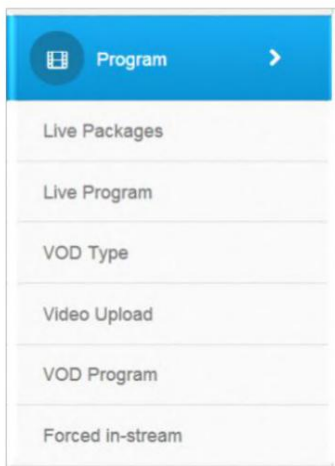 Program
Live Packages
Live Program
VOD Type
Video Upload
VOD Program
Forced in-stream